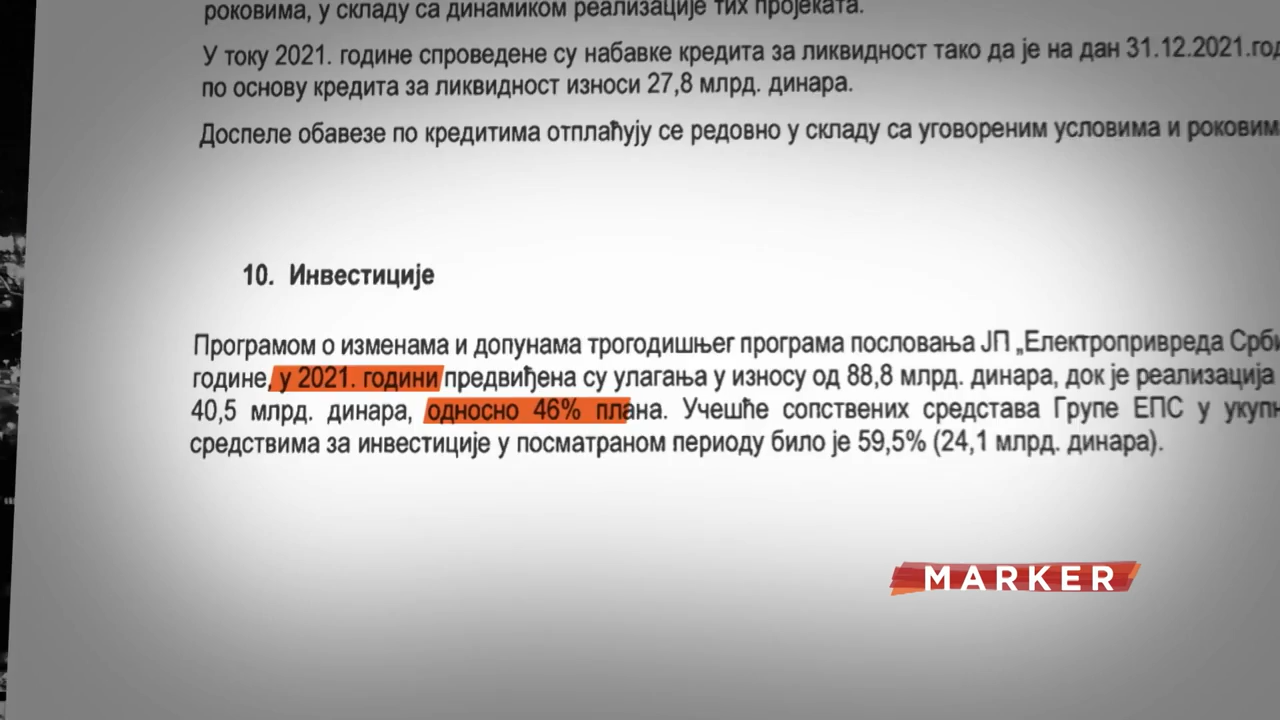 роковима, у складу са динамиком реализације тих пројеката.
У току 2021. године спроведене су набавке кредита за ликвидност тако да је на дан 31.12.2021.год
по основу кредита за ликвидност износи 27,8 млрд. динара.
Доспеле обавезе по кредитима отплаћују се редовно у складу са уговореним условима и роковим
10. Инвестиције
Програмом о изменама и допунама трогодишњег програма пословања ЈП „Електропривреда Срби
године, у 2021. години предвиђена су улагања у износу од 88,8 млрд. динара, док је реализација
40,5 млрд. динара, односно 46% плана. Учешће сопствених средстава Групе ЕПС у укупн
средствима за инвестиције у посматраном периоду било је 59,5% (24,1 млрд. динара).
MARKER